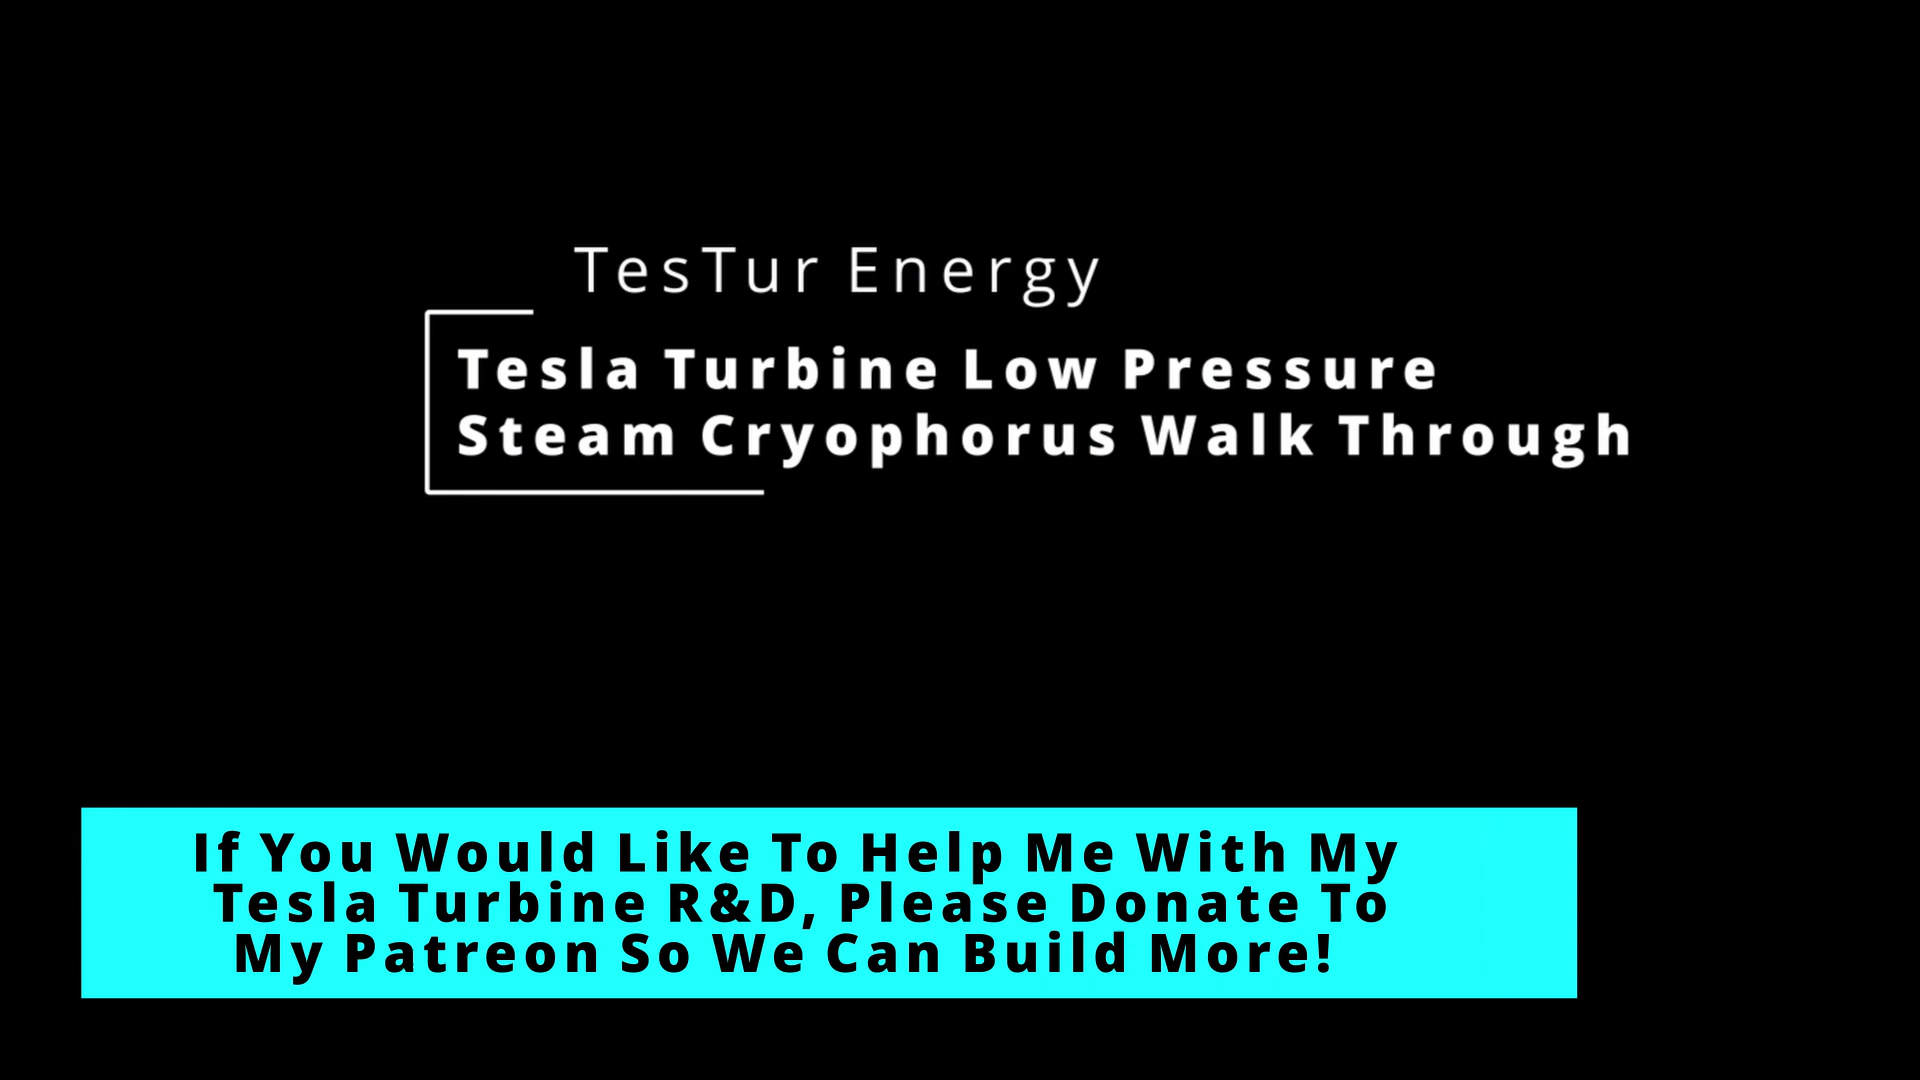 TesTur Energy
Tesla Turbine Low Pressure
Steam Cryophorus Walk Through
If You Would Like To Help Me With My
Tesla Turbine R&D, Please Donate To
My Patreon So We Can Build More!